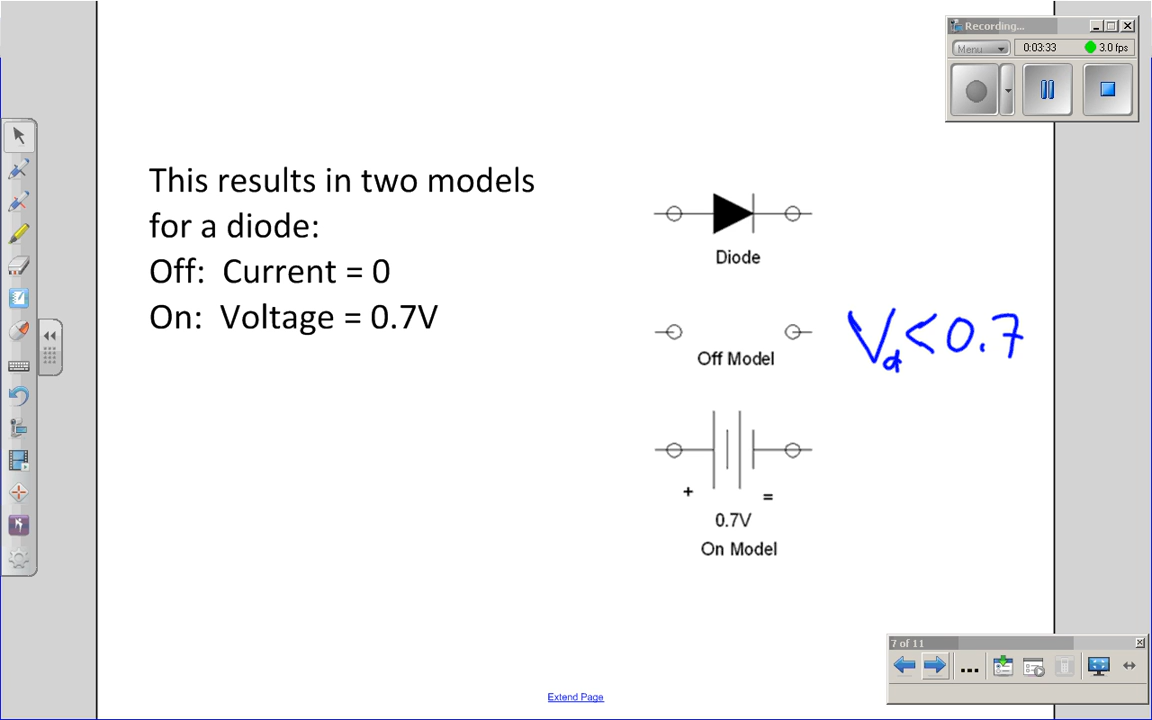 Recording...
Menu
0:03:33
3.0 fps
This results in two models
for a diode:
Off: Current = 0
On: Voltage = 0.7V
Diode
Off Model
Vd < 0.7
+ =
0.7V
On Model
7 of 11
...
Extend Page